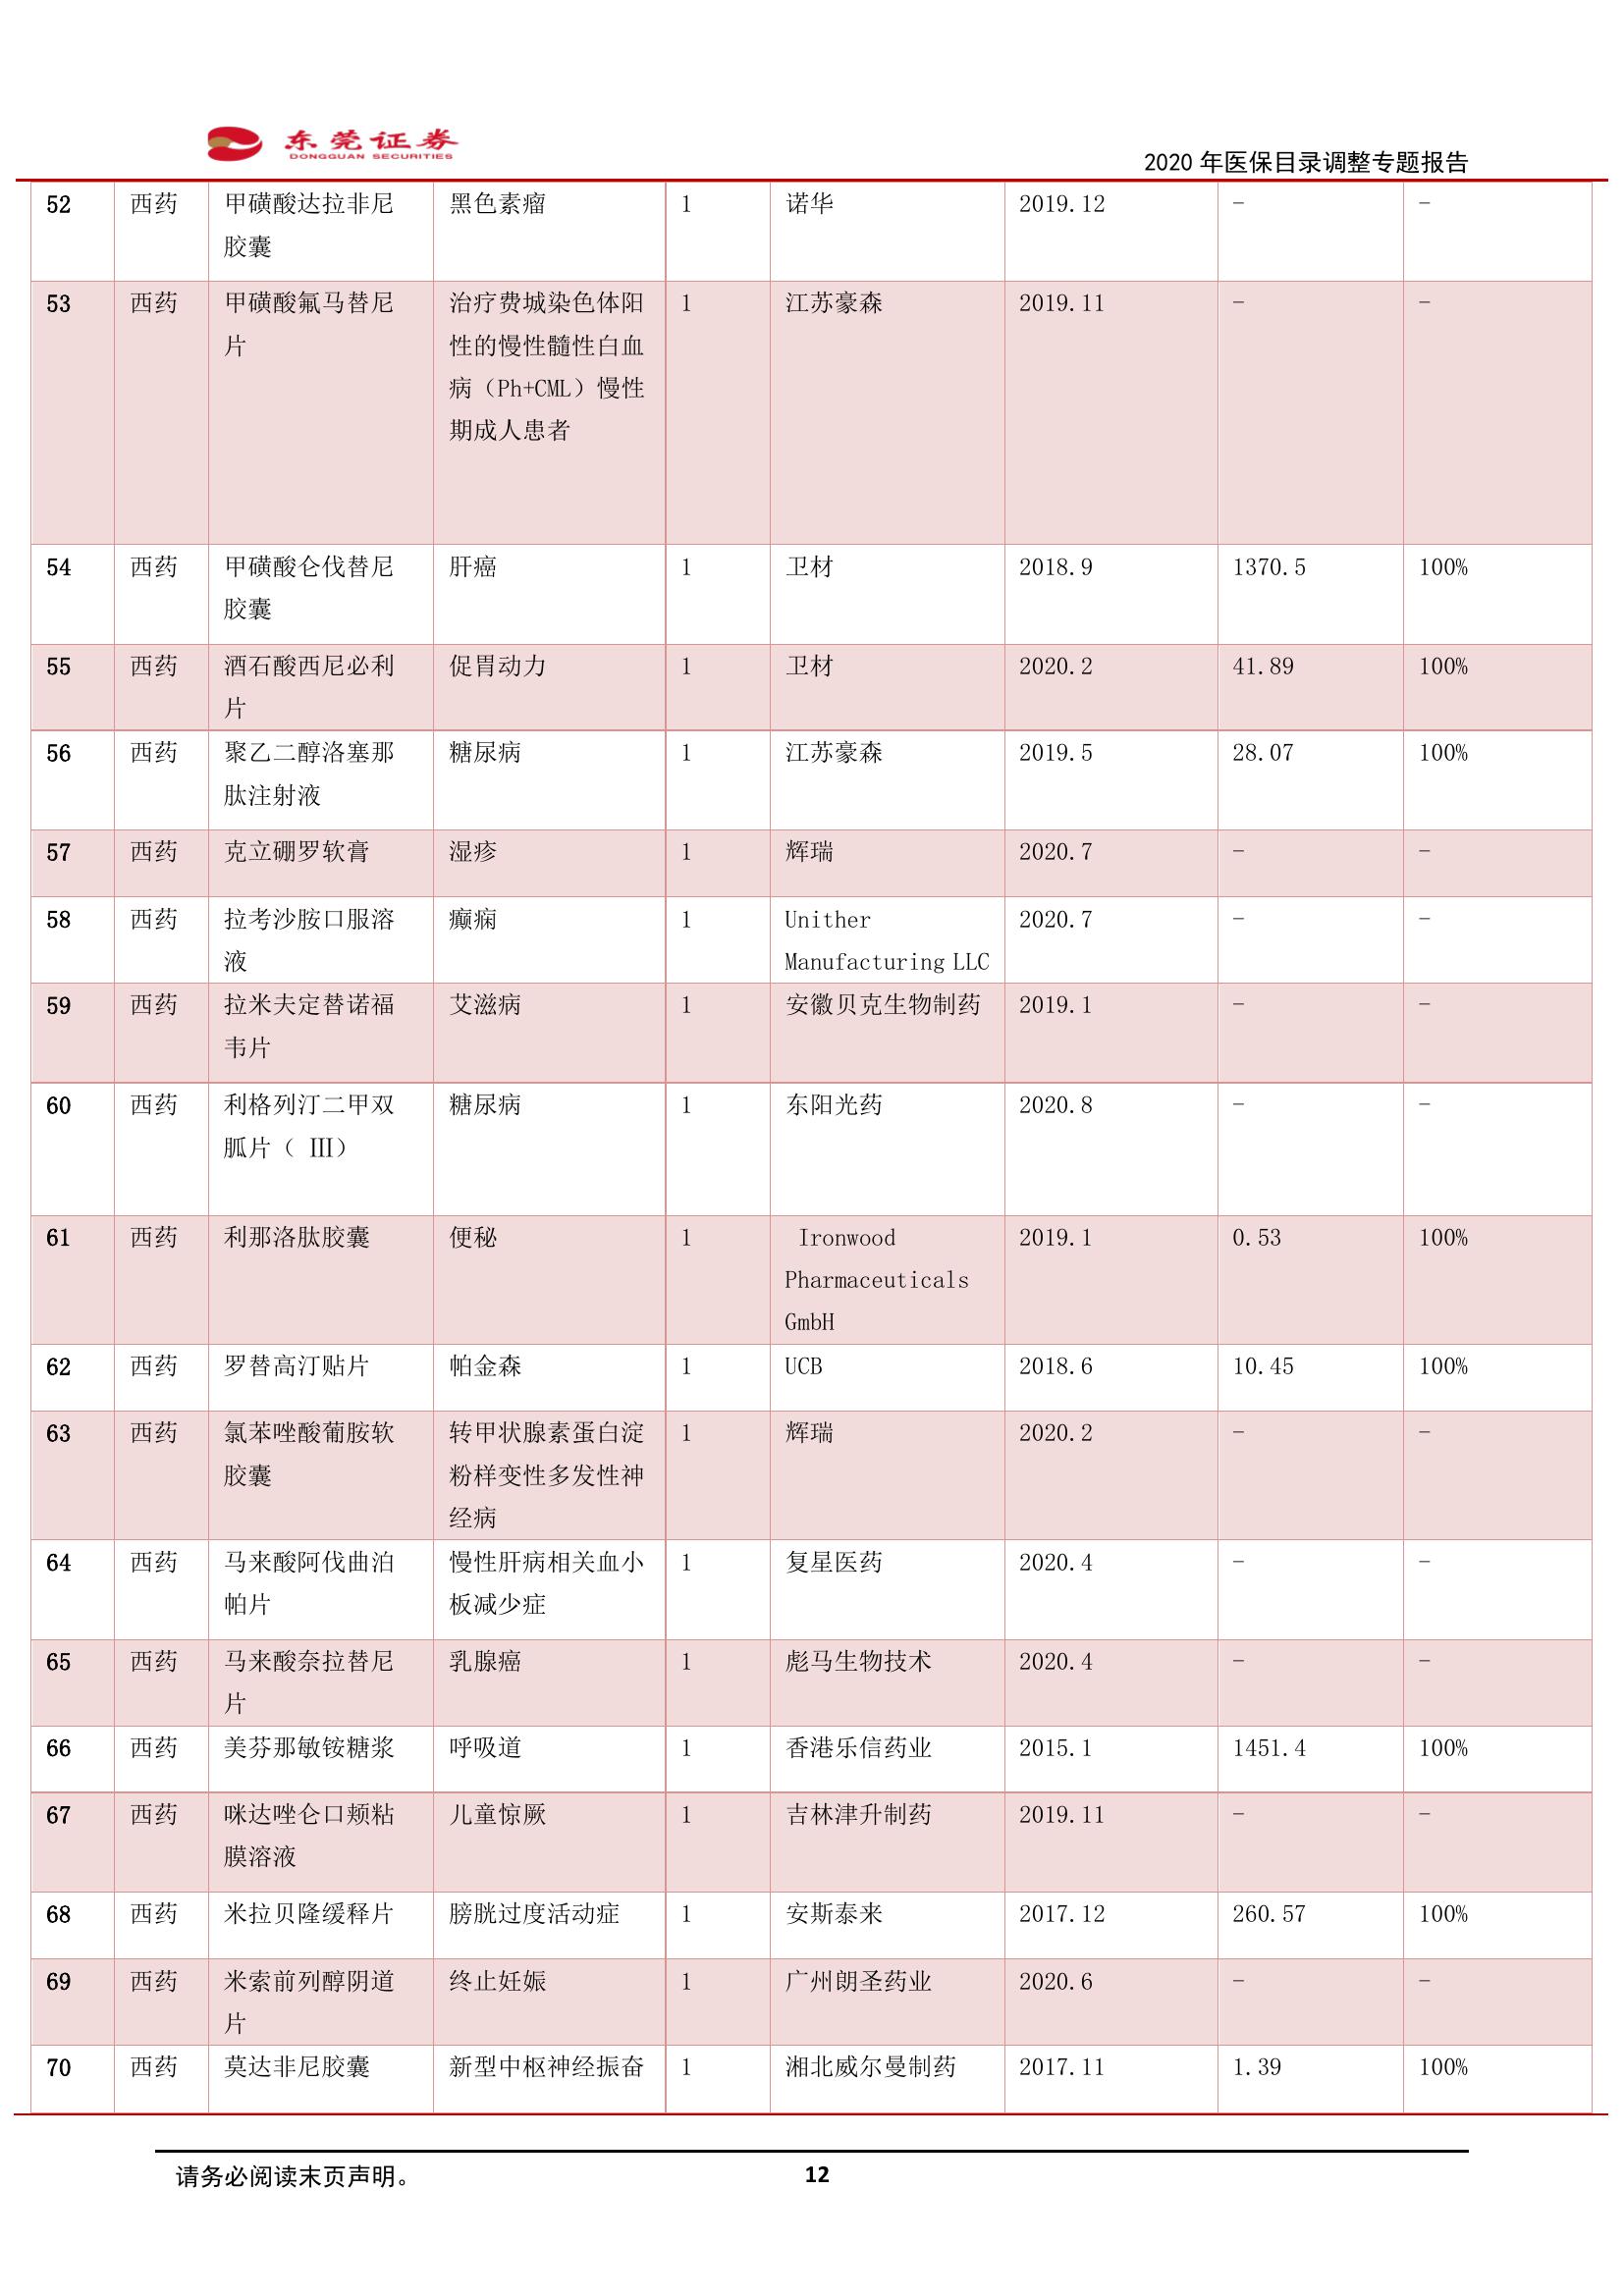 东莞证券
DONGGUAN SECURITIES
2020 年医保目录调整专题报告
52 西药 甲磺酸达拉非尼 黑色素瘤 1 诺华 2019.12 - -
胶囊
53 西药 甲磺酸氟马替尼 治疗费城染色体阳 1 江苏豪森 2019.11 - -
片 性的慢性髓性白血
病（Ph+CML）慢性
期成人患者
54 西药 甲磺酸仑伐替尼 肝癌 1 卫材 2018.9 1370.5 100%
胶囊
55 西药 酒石酸西尼必利 促胃动力 1 卫材 2020.2 41.89 100%
片
56 西药 聚乙二醇洛塞那 糖尿病 1 江苏豪森 2019.5 28.07 100%
肽注射液
57 西药 克立硼罗软膏 湿疹 1 辉瑞 2020.7 - -
58 西药 拉考沙胺口服溶 癫痫 1 Unither 2020.7 - -
液 Manufacturing LLC
59 西药 拉米夫定替诺福 艾滋病 1 安徽贝克生物制药 2019.1 - -
韦片
60 西药 利格列汀二甲双 糖尿病 1 东阳光药 2020.8 - -
胍片（ Ⅲ）
61 西药 利那洛肽胶囊 便秘 1 Ironwood 2019.1 0.53 100%
Pharmaceuticals
GmbH
62 西药 罗替高汀贴片 帕金森 1 UCB 2018.6 10.45 100%
63 西药 氯苯唑酸葡胺软 转甲状腺素蛋白淀 1 辉瑞 2020.2 - -
胶囊 粉样变性多发性神
经病
64 西药 马来酸阿伐曲泊 慢性肝病相关血小 1 复星医药 2020.4 - -
帕片 板减少症
65 西药 马来酸奈拉替尼 乳腺癌 1 彪马生物技术 2020.4 - -
片
66 西药 美芬那敏铵糖浆 呼吸道 1 香港乐信药业 2015.1 1451.4 100%
67 西药 咪达唑仑口颊粘 儿童惊厥 1 吉林津升制药 2019.11 - -
膜溶液
68 西药 米拉贝隆缓释片 膀胱过度活动症 1 安斯泰来 2017.12 260.57 100%
69 西药 米索前列醇阴道 终止妊娠 1 广州朗圣药业 2020.6 - -
片
70 西药 莫达非尼胶囊 新型中枢神经振奋 1 湘北威尔曼制药 2017.11 1.39 100%
请务必阅读末页声明。 12